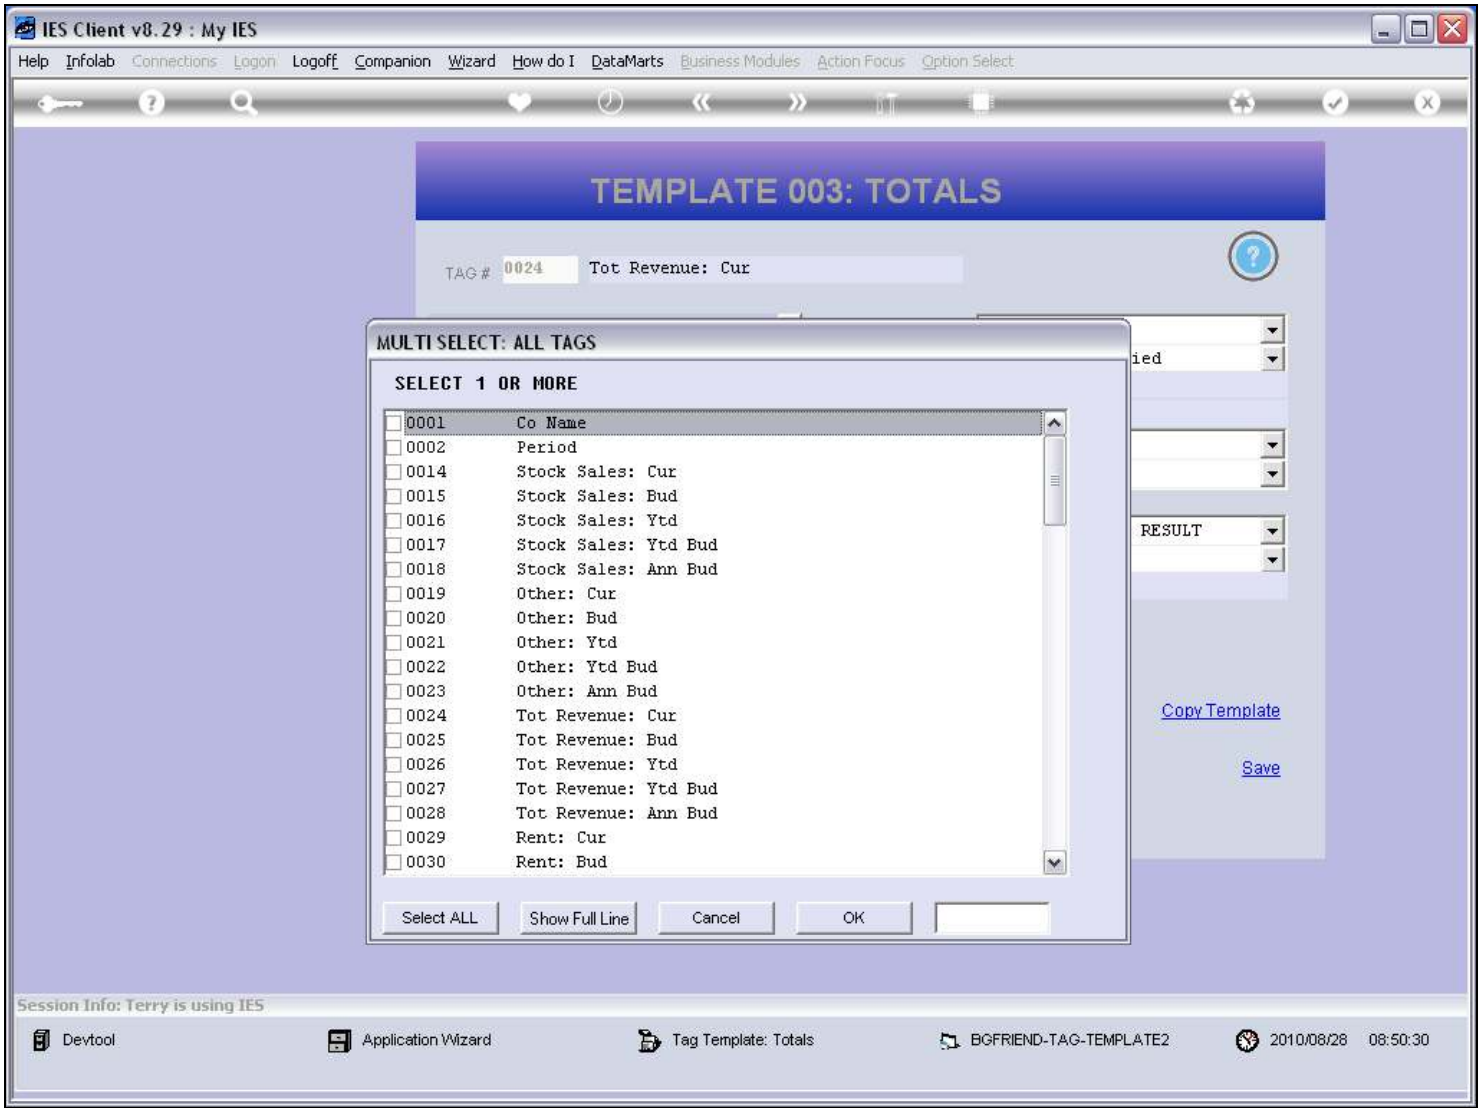 IES Client v8.29 : My IES
Help Infolab Connections Logon Logoff Companion Wizard How do I DataMarts Business Modules Action Focus Option Select
TEMPLATE 003: TOTALS
TAG # 0024 Tot Revenue: Cur
MULTI SELECT: ALL TAGS
ied
SELECT 1 OR MORE
0001 Co Name
0002 Period
0014 Stock Sales: Cur
0015 Stock Sales: Bud
0016 Stock Sales: Ytd
0017 Stock Sales: Ytd Bud
0018 Stock Sales: Ann Bud
0019 Other: Cur
0020 Other: Bud
0021 Other: Ytd
0022 Other: Ytd Bud
0023 Other: Ann Bud
0024 Tot Revenue: Cur
0025 Tot Revenue: Bud
0026 Tot Revenue: Ytd
0027 Tot Revenue: Ytd Bud
0028 Tot Revenue: Ann Bud
0029 Rent: Cur
0030 Rent: Bud
RESULT
Copy Template
Save
Select ALL Show Full Line Cancel OK
Session Info: Terry is using IES
Devtool Application Wizard Tag Template: Totals BGFRIEND-TAG-TEMPLATE2 2010/08/28 08:50:30